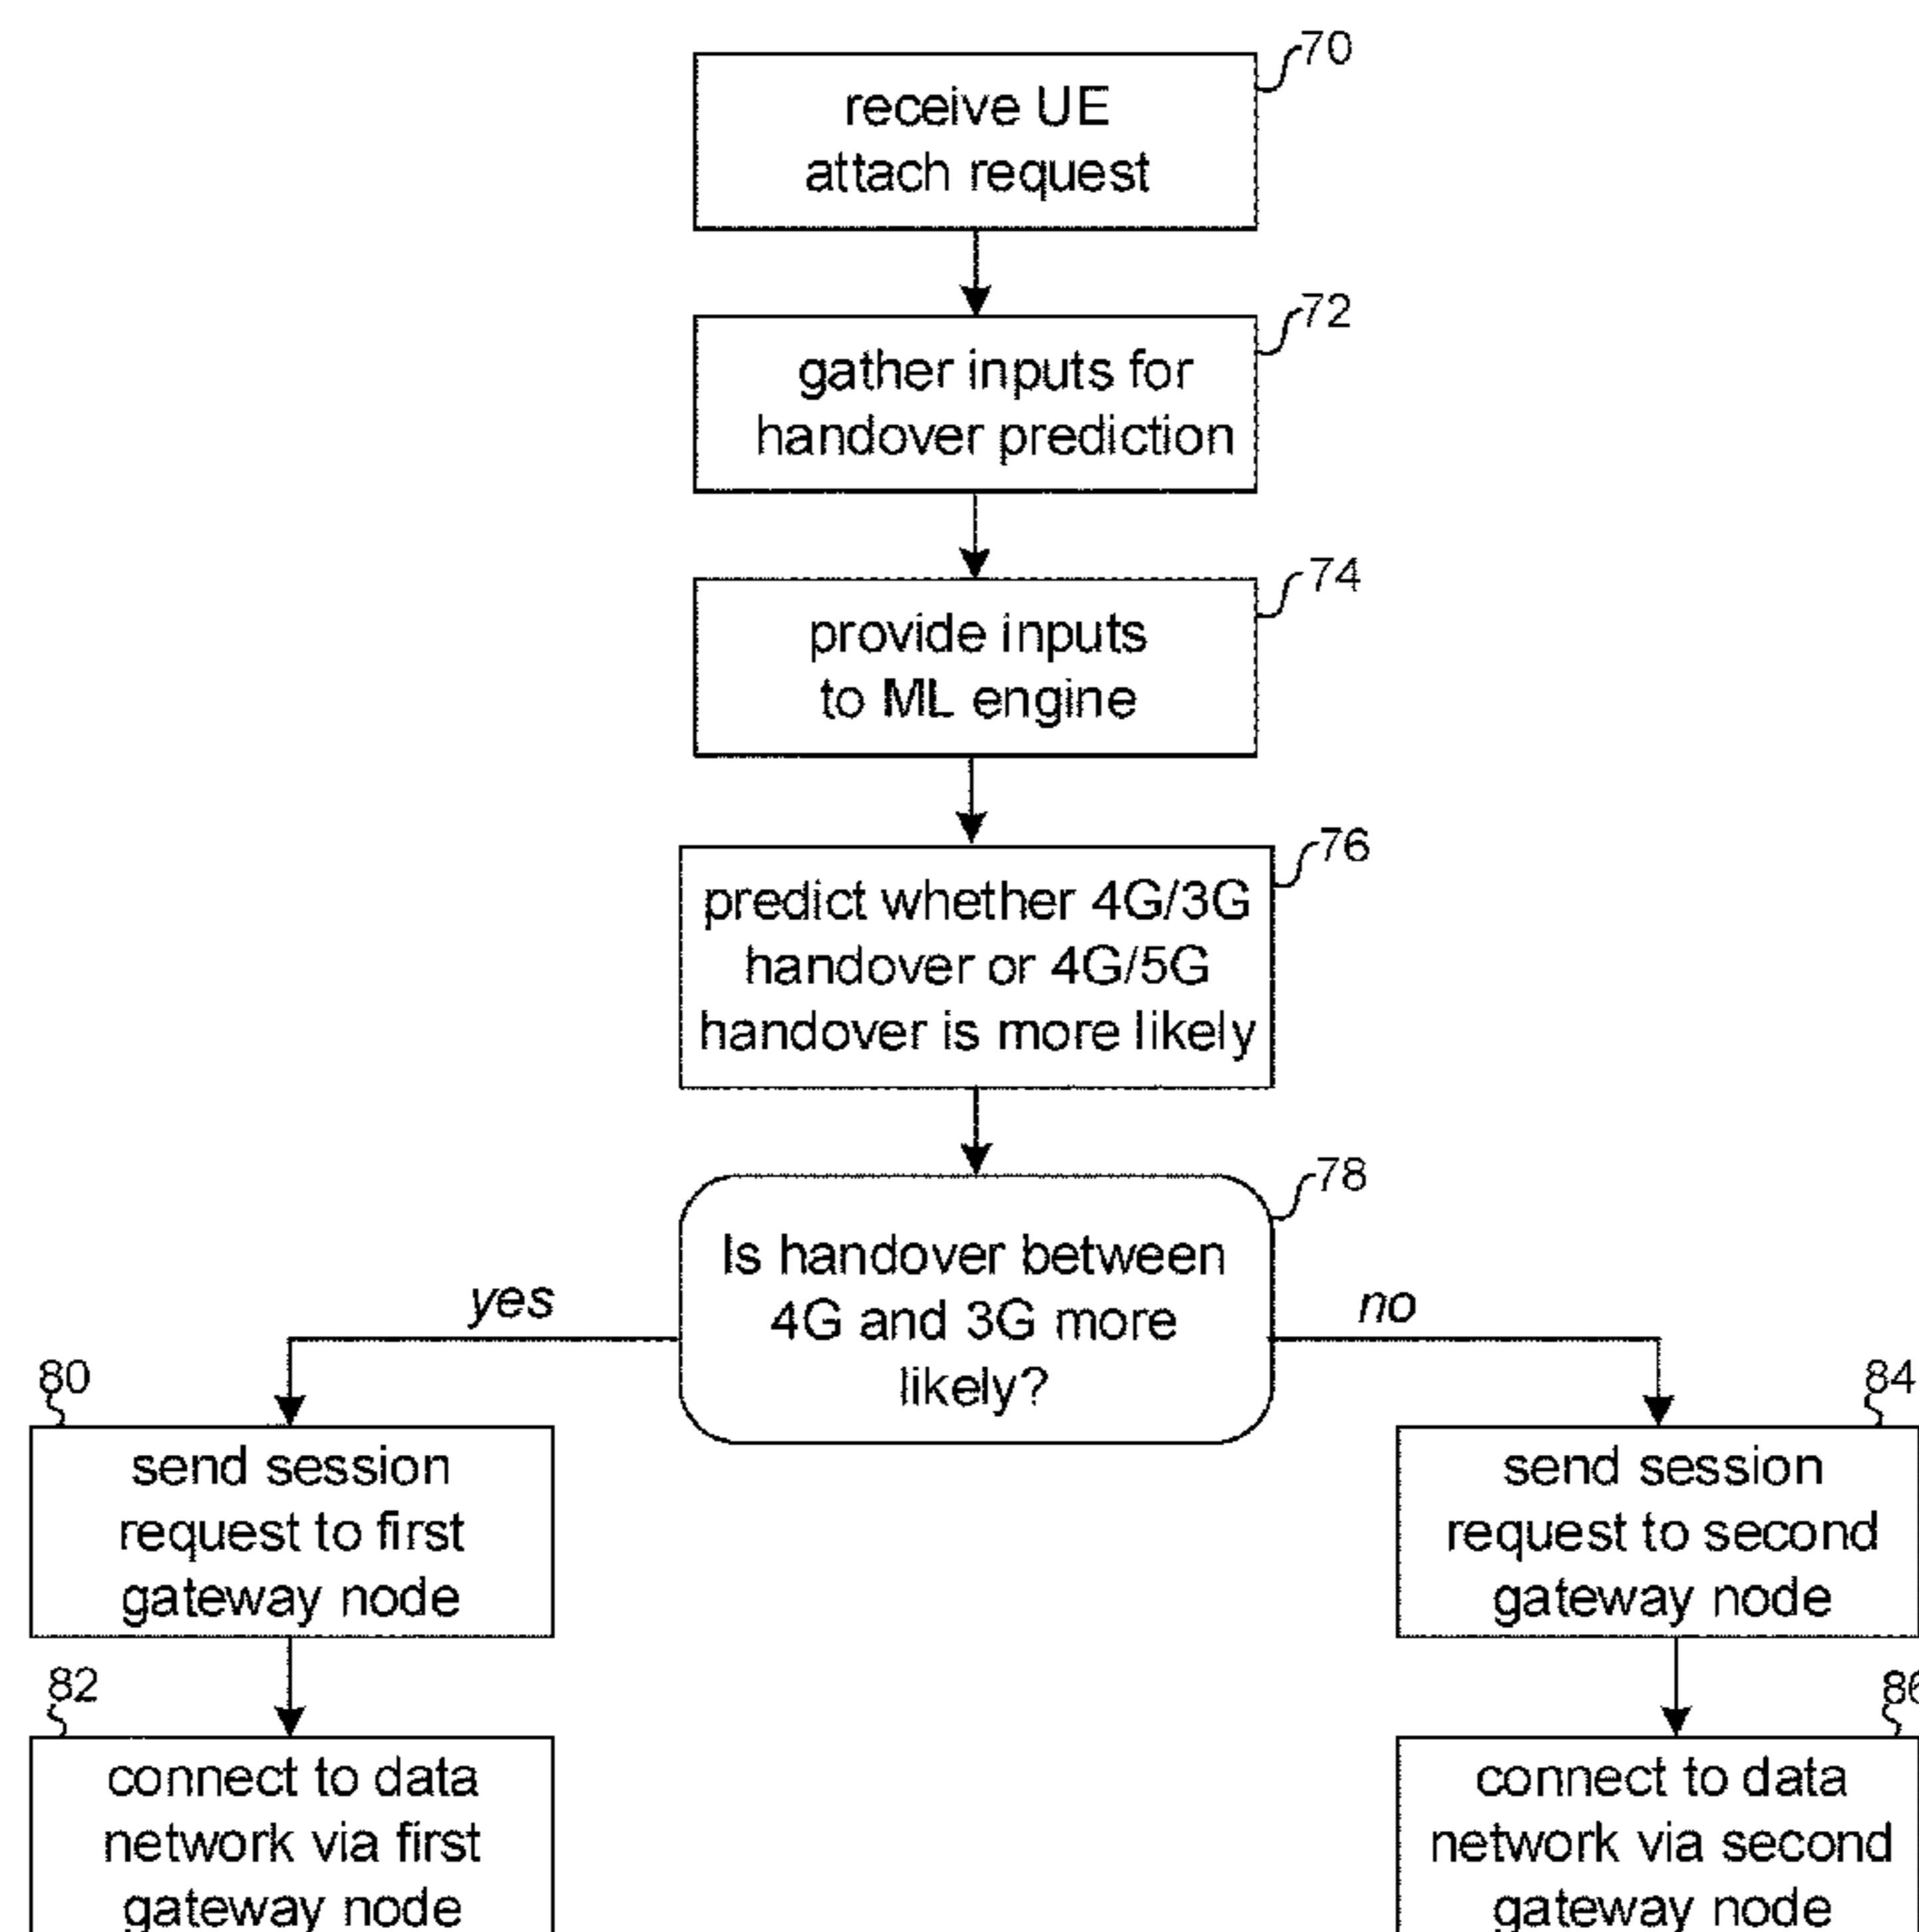 70
receive UE
attach request
72
gather inputs for
handover prediction
74
provide inputs
to ML engine
76
predict whether 4G/3G
handover or 4G/5G
handover is more likely
78
Is handover between
4G and 3G more
likely?
yes
no
80
send session
request to first
gateway node
84
send session
request to second
gateway node
82
connect to data
network via first
gateway node
86
connect to data
network via second
gateway node